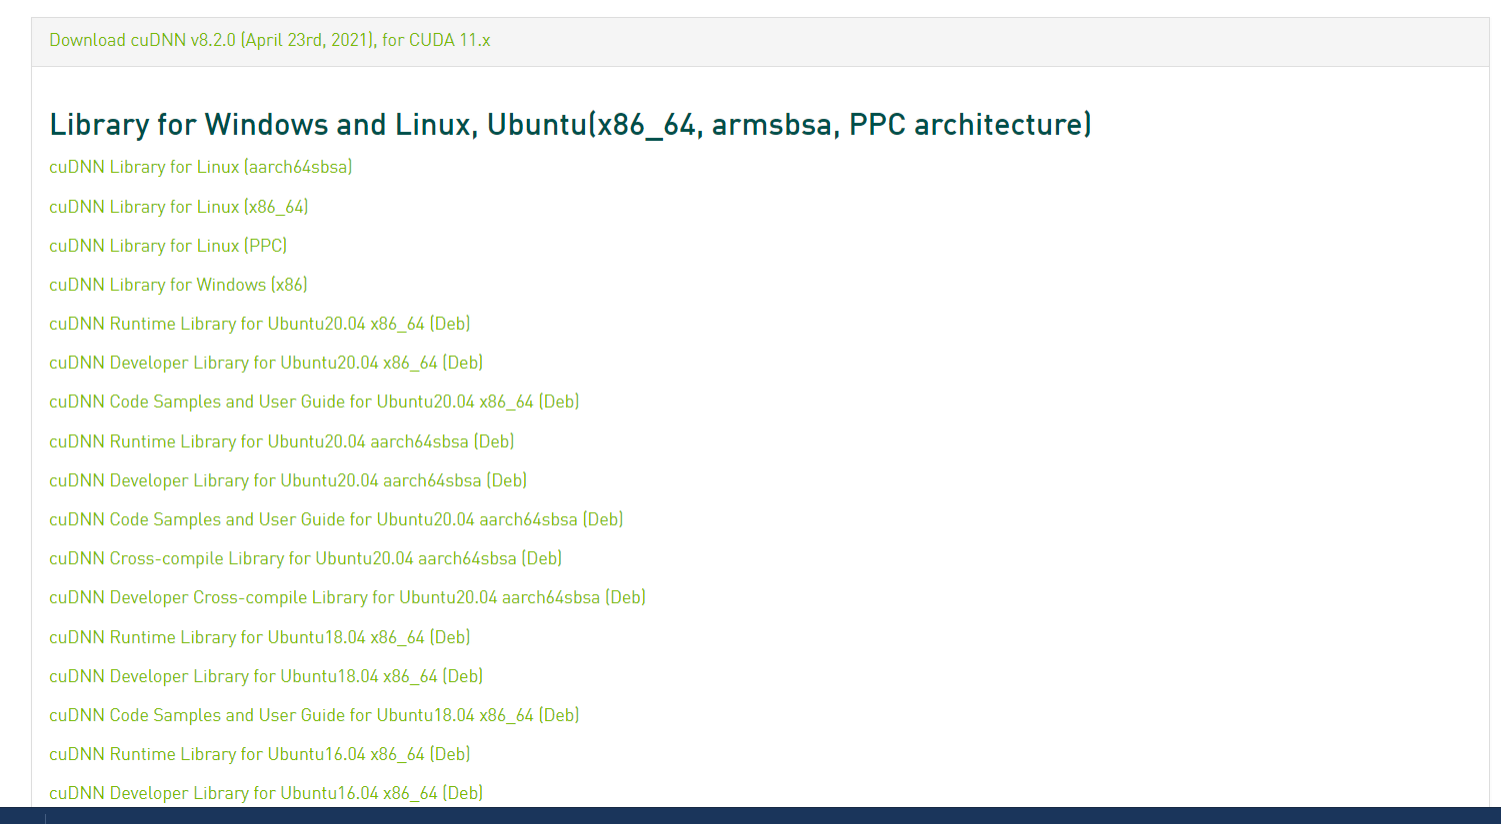 Download cuDNN v8.2.0 (April 23rd, 2021), for CUDA 11.x
Library for Windows and Linux, Ubuntu(x86_64, armsbsa, PPC architecture)
cuDNN Library for Linux (aarch64sbsa)
cuDNN Library for Linux (x86_64)
cuDNN Library for Linux (PPC)
cuDNN Library for Windows (x86)
cuDNN Runtime Library for Ubuntu20.04 x86_64 (Deb)
cuDNN Developer Library for Ubuntu20.04 x86_64 (Deb)
cuDNN Code Samples and User Guide for Ubuntu20.04 x86_64 (Deb)
cuDNN Runtime Library for Ubuntu20.04 aarch64sbsa (Deb)
cuDNN Developer Library for Ubuntu20.04 aarch64sbsa (Deb)
cuDNN Code Samples and User Guide for Ubuntu20.04 aarch64sbsa (Deb)
cuDNN Cross-compile Library for Ubuntu20.04 aarch64sbsa (Deb)
cuDNN Developer Cross-compile Library for Ubuntu20.04 aarch64sbsa (Deb)
cuDNN Runtime Library for Ubuntu18.04 x86_64 (Deb)
cuDNN Developer Library for Ubuntu18.04 x86_64 (Deb)
cuDNN Code Samples and User Guide for Ubuntu18.04 x86_64 (Deb)
cuDNN Runtime Library for Ubuntu16.04 x86_64 (Deb)
cuDNN Developer Library for Ubuntu16.04 x86_64 (Deb)